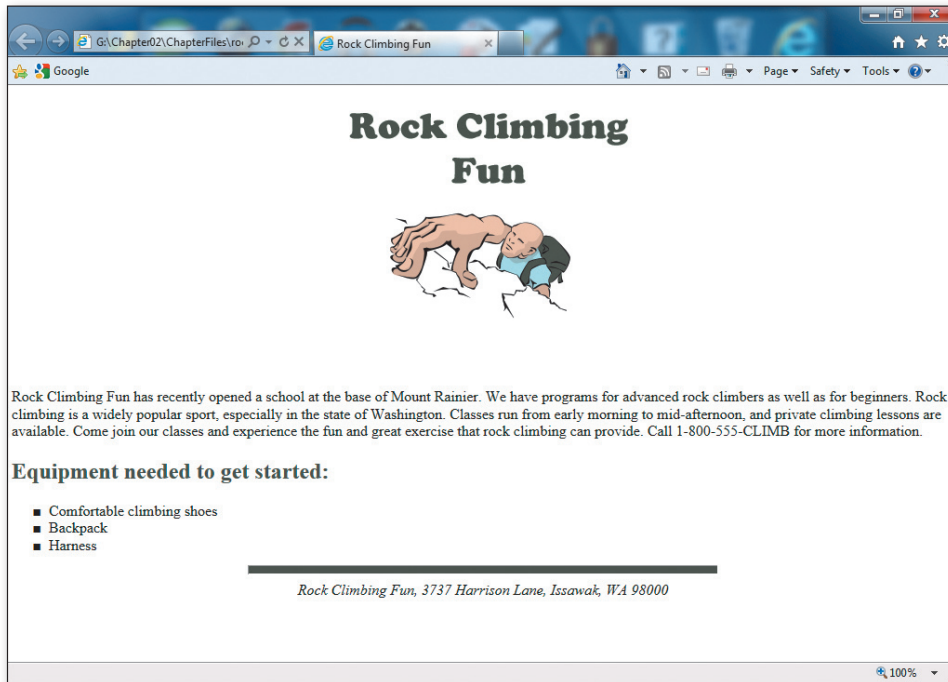 G:\Chapter02\ChapterFiles\ro
Rock Climbing Fun
Google
Page
Safety
Tools
Rock Climbing
Fun
Rock Climbing Fun has recently opened a school at the base of Mount Rainier. We have programs for advanced rock climbers as well as for beginners. Rock
climbing is a widely popular sport, especially in the state of Washington. Classes run from early morning to mid-afternoon, and private climbing lessons are
available. Come join our classes and experience the fun and great exercise that rock climbing can provide. Call 1-800-555-CLIMB for more information.
Equipment needed to get started:
■ Comfortable climbing shoes
■ Backpack
■ Harness
Rock Climbing Fun, 3737 Harrison Lane, Issawak, WA 98000
100%